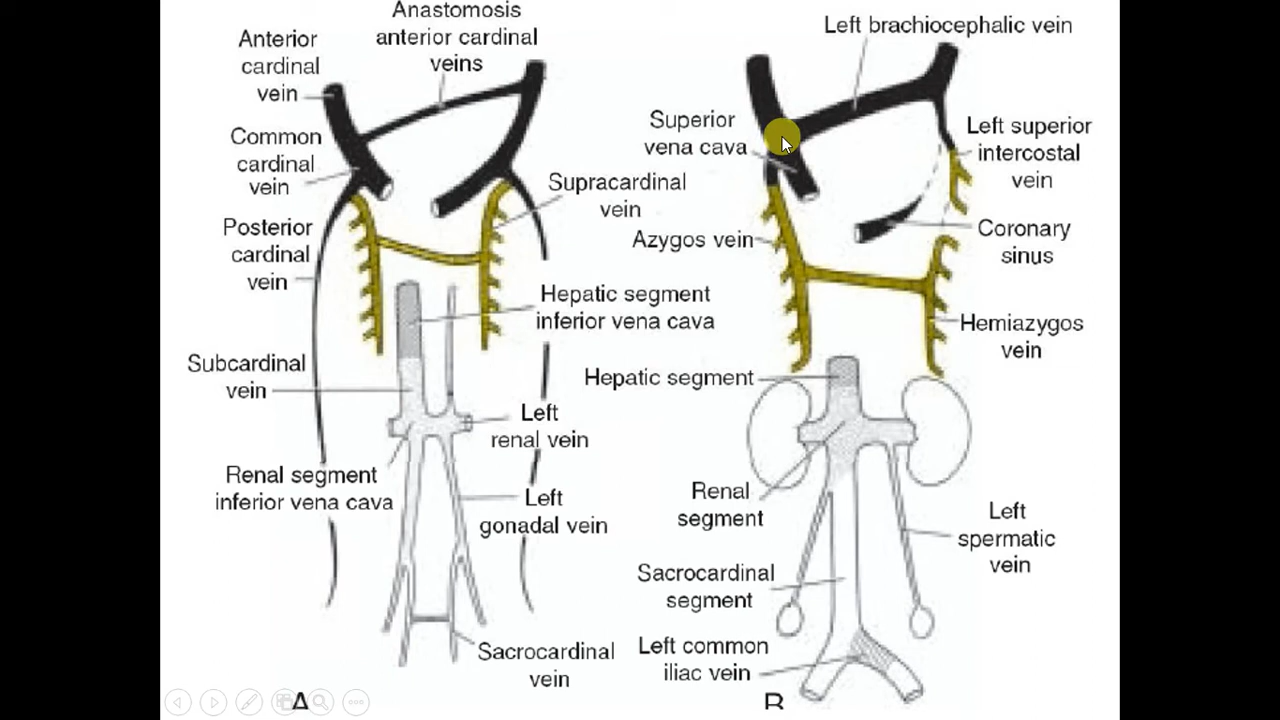 Anastomosis
anterior cardinal
veins
Anterior
cardinal
vein
Common
cardinal
vein
Supracardinal
vein
Posterior
cardinal
vein
Hepatic segment
inferior vena cava
Subcardinal
vein
Left
renal vein
Renal segment
inferior vena cava
Left
gonadal vein
Sacrocardinal
vein
A
Left brachiocephalic vein
Superior
vena cava
Left superior
intercostal
vein
Azygos vein
Coronary
sinus
Hemiazygos
vein
Hepatic segment
Renal
segment
Left
spermatic
vein
Sacrocardinal
segment
Left common
iliac vein
B